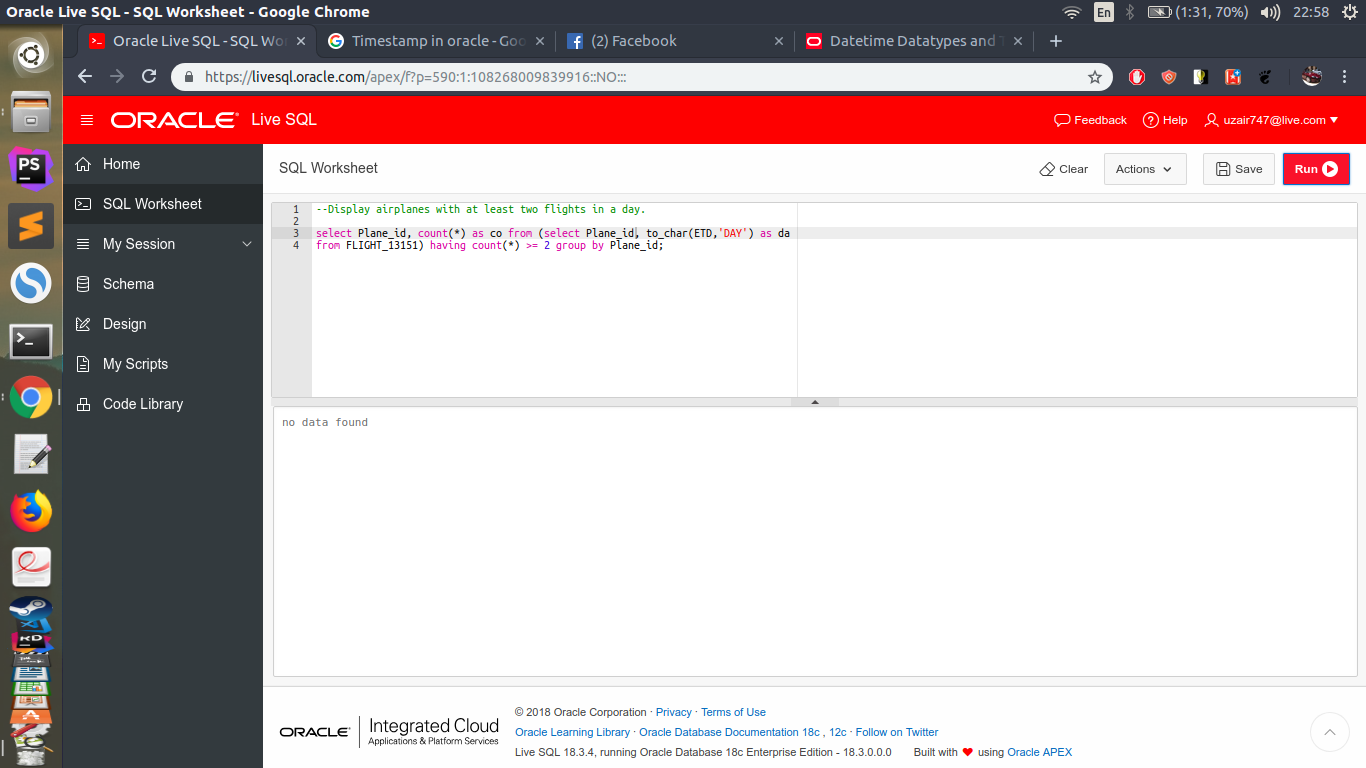 Oracle Live SQL - SQL Worksheet - Google Chrome
En
(1:31, 70%)
22:58
Oracle Live SQL - SQL Wor
Timestamp in oracle - Goo
(2) Facebook
Datetime Datatypes and T
https://livesql.oracle.com/apex/f?p=590:1:108268009839916::NO:::
ORACLE Live SQL
Feedback
Help
uzair747@live.com
Home
SQL Worksheet
My Session
Schema
Design
My Scripts
Code Library
SQL Worksheet
Clear
Actions
Save
Run
1 --Display airplanes with at least two flights in a day.
2
3 select Plane_id, count(*) as co from (select Plane_id, to_char(ETD,'DAY') as da
4 from FLIGHT_13151) having count(*) >= 2 group by Plane_id;
no data found
PS
RD
ORACLE
Integrated Cloud
Applications & Platform Services
© 2018 Oracle Corporation · Privacy · Terms of Use
Oracle Learning Library · Oracle Database Documentation 18c , 12c · Follow on Twitter
Live SQL 18.3.4, running Oracle Database 18c Enterprise Edition - 18.3.0.0.0 Built with ❤ using Oracle APEX